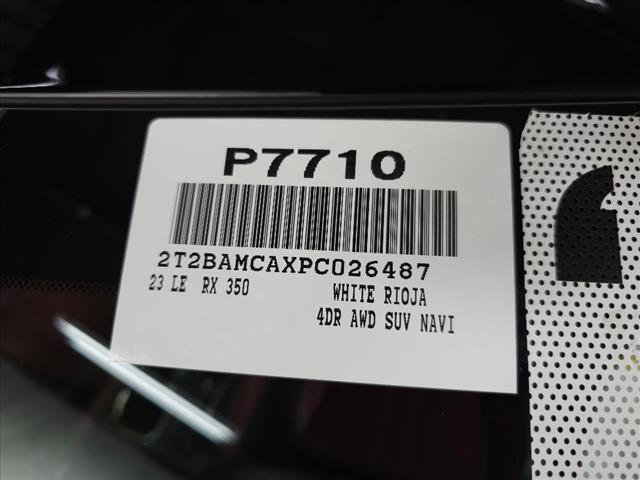 P7710
2T2BAMCAXPC026487
23 LE RX 350 WHITE RIOJA
4DR AWD SUV NAVI